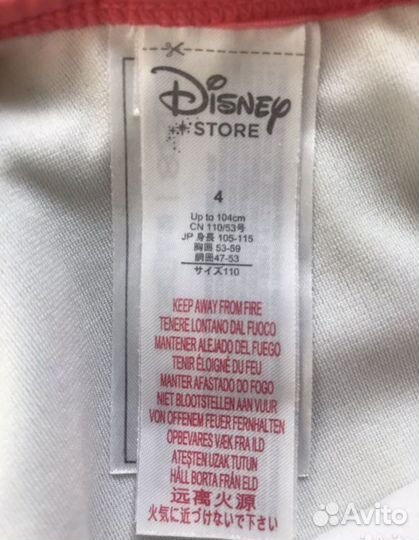 Disney
STORE
4
Up to 104cm
CN 110/53号
JP 身長 105-115
胸囲 53-59
胴囲47-53
サイズ110
KEEP AWAY FROM FIRE
TENERE LONTANO DAL FUOCO
MANTENER ALEJADO DEL FUEGO
TENIR ÉLOIGNÉ DU FEU
MANTER AFASTADO DO FOGO
NIET BLOOTSTELLEN AAN VUUR
VON OFFENEM FEUER FERNHALTEN
OPBEVARES VÆK FRA ILD
ATEŞTEN UZAK TUTUN
HÅLL BORTA FRÅN ELD
远离火源
火気に近づけないで下さい
Avito